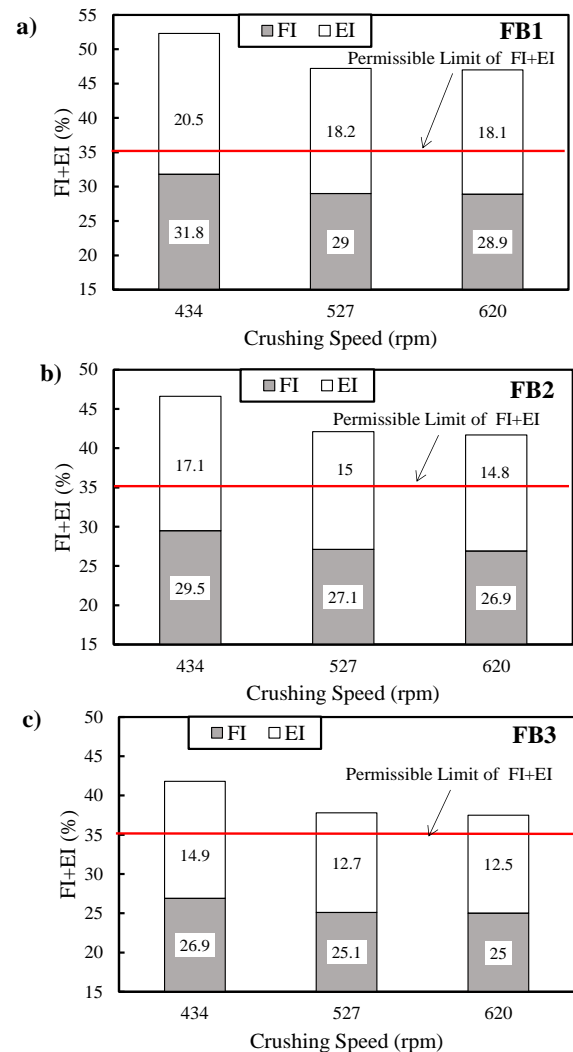 a)
FI EI
FB1
Permissible Limit of FI+EI
FI+EI (%)
55
50
45
40
35
30
25
20
15
20.5
18.2
18.1
31.8
29
28.9
434
527
620
Crushing Speed (rpm)
b)
FI EI
FB2
Permissible Limit of FI+EI
FI+EI (%)
50
45
40
35
30
25
20
15
17.1
15
14.8
29.5
27.1
26.9
434
527
620
Crushing Speed (rpm)
c)
FI EI
FB3
Permissible Limit of FI+EI
FI+EI (%)
50
45
40
35
30
25
20
15
14.9
12.7
12.5
26.9
25.1
25
434
527
620
Crushing Speed (rpm)